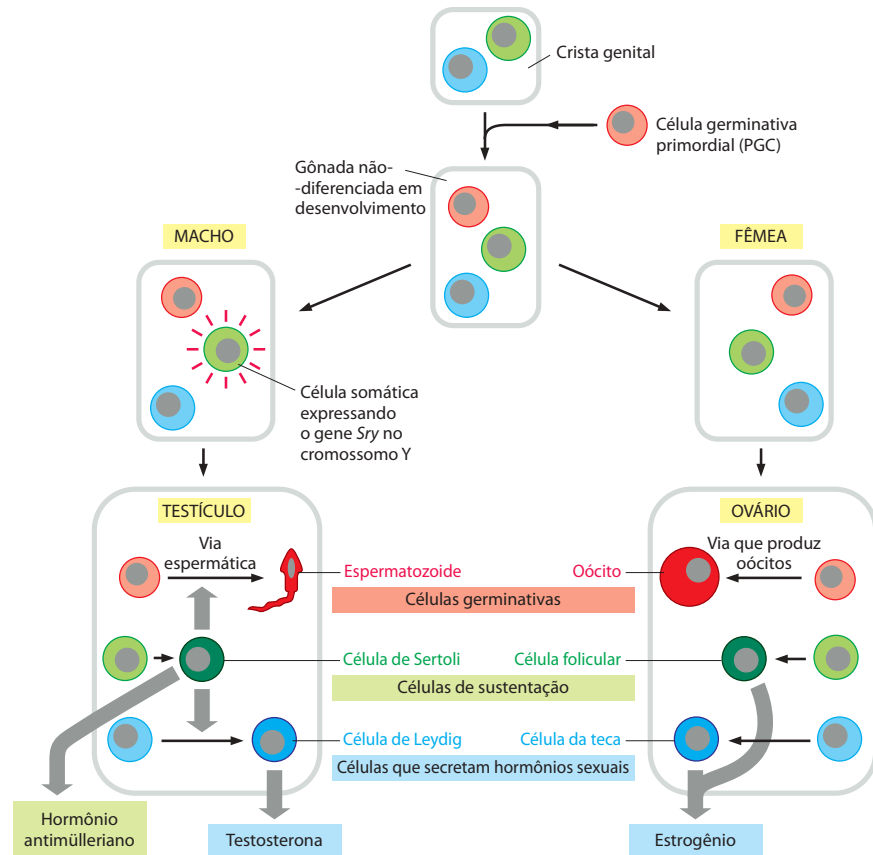 Crista genital
Célula germinativa
primordial (PGC)
Gônada não-
-diferenciada em
desenvolvimento
MACHO
FÊMEA
Célula somática
expressando
o gene Sry no
cromossomo Y
TESTÍCULO
OVÁRIO
Via
espermática
Via que produz
oócitos
Espermatozoide
Oócito
Células germinativas
Célula de Sertoli
Célula folicular
Células de sustentação
Célula de Leydig
Célula da teca
Células que secretam hormônios sexuais
Hormônio
antimülleriano
Testosterona
Estrogênio